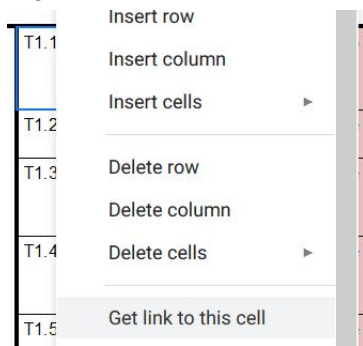 Insert row
T1.1
Insert column
Insert cells ►
T1.2
T1.3
Delete row
Delete column
T1.4
Delete cells ►
Get link to this cell
T1.5